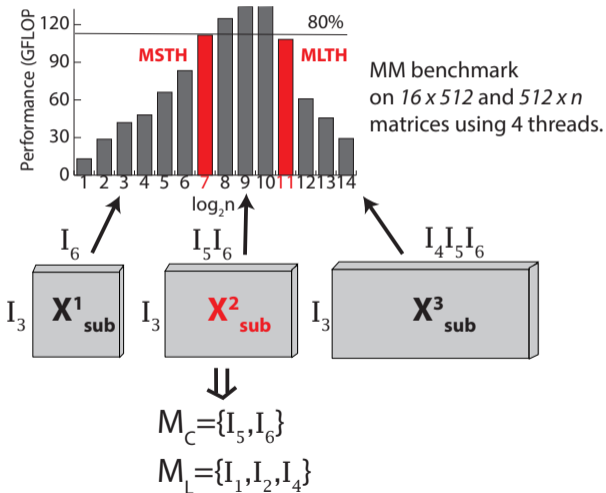 Performance (GFLOP
120
90
60
30
0
80%
MSTH
MLTH
1 2 3 4 5 6 7 8 9 10 11 12 13 14
log₂n
MM benchmark
on 16 x 512 and 512 x n
matrices using 4 threads.
I₆
I₅I₆
I₄I₅I₆
I₃
X¹sub
I₃
X²sub
I₃
X³sub
M_C={I₅,I₆}
M_L={I₁,I₂,I₄}